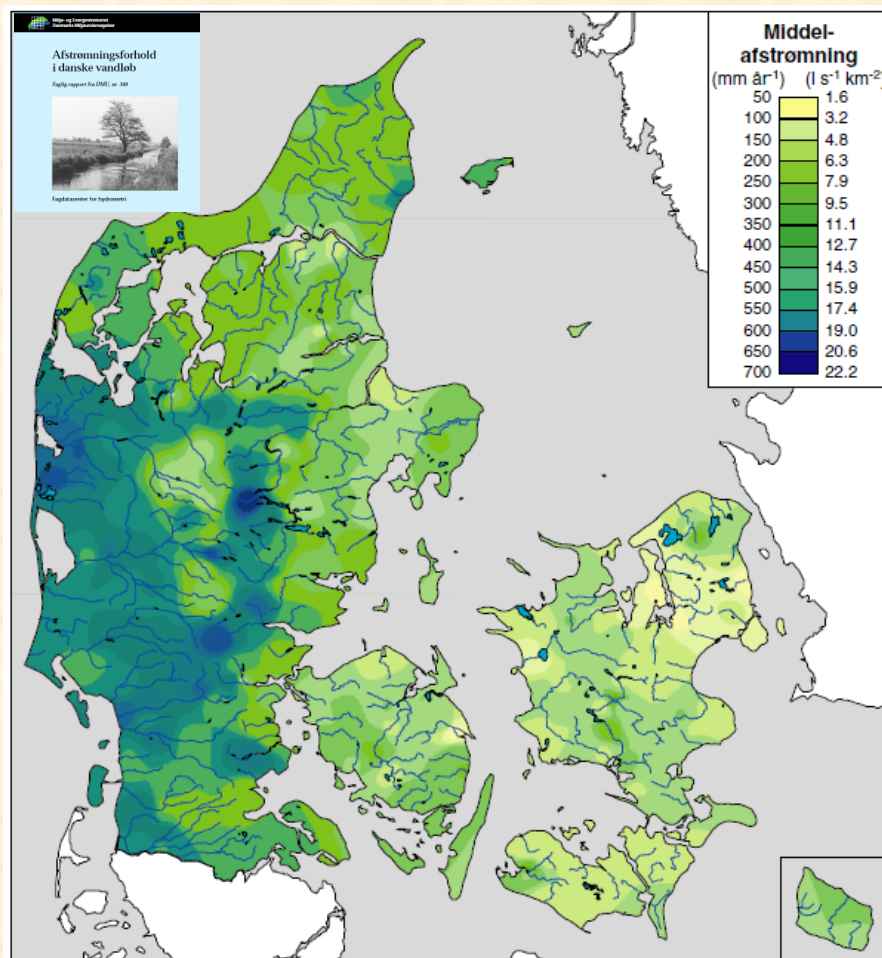 Miljø- og Energiministeriet
Danmarks Miljøundersøgelser
Afstrømningsforhold
i danske vandløb
Faglig rapport fra DMU, nr. 340
Fagdatacenter for hydrometri
Middel-
afstrømning
(mm år-1) (l s-1 km-2)
50 1.6
100 3.2
150 4.8
200 6.3
250 7.9
300 9.5
350 11.1
400 12.7
450 14.3
500 15.9
550 17.4
600 19.0
650 20.6
700 22.2